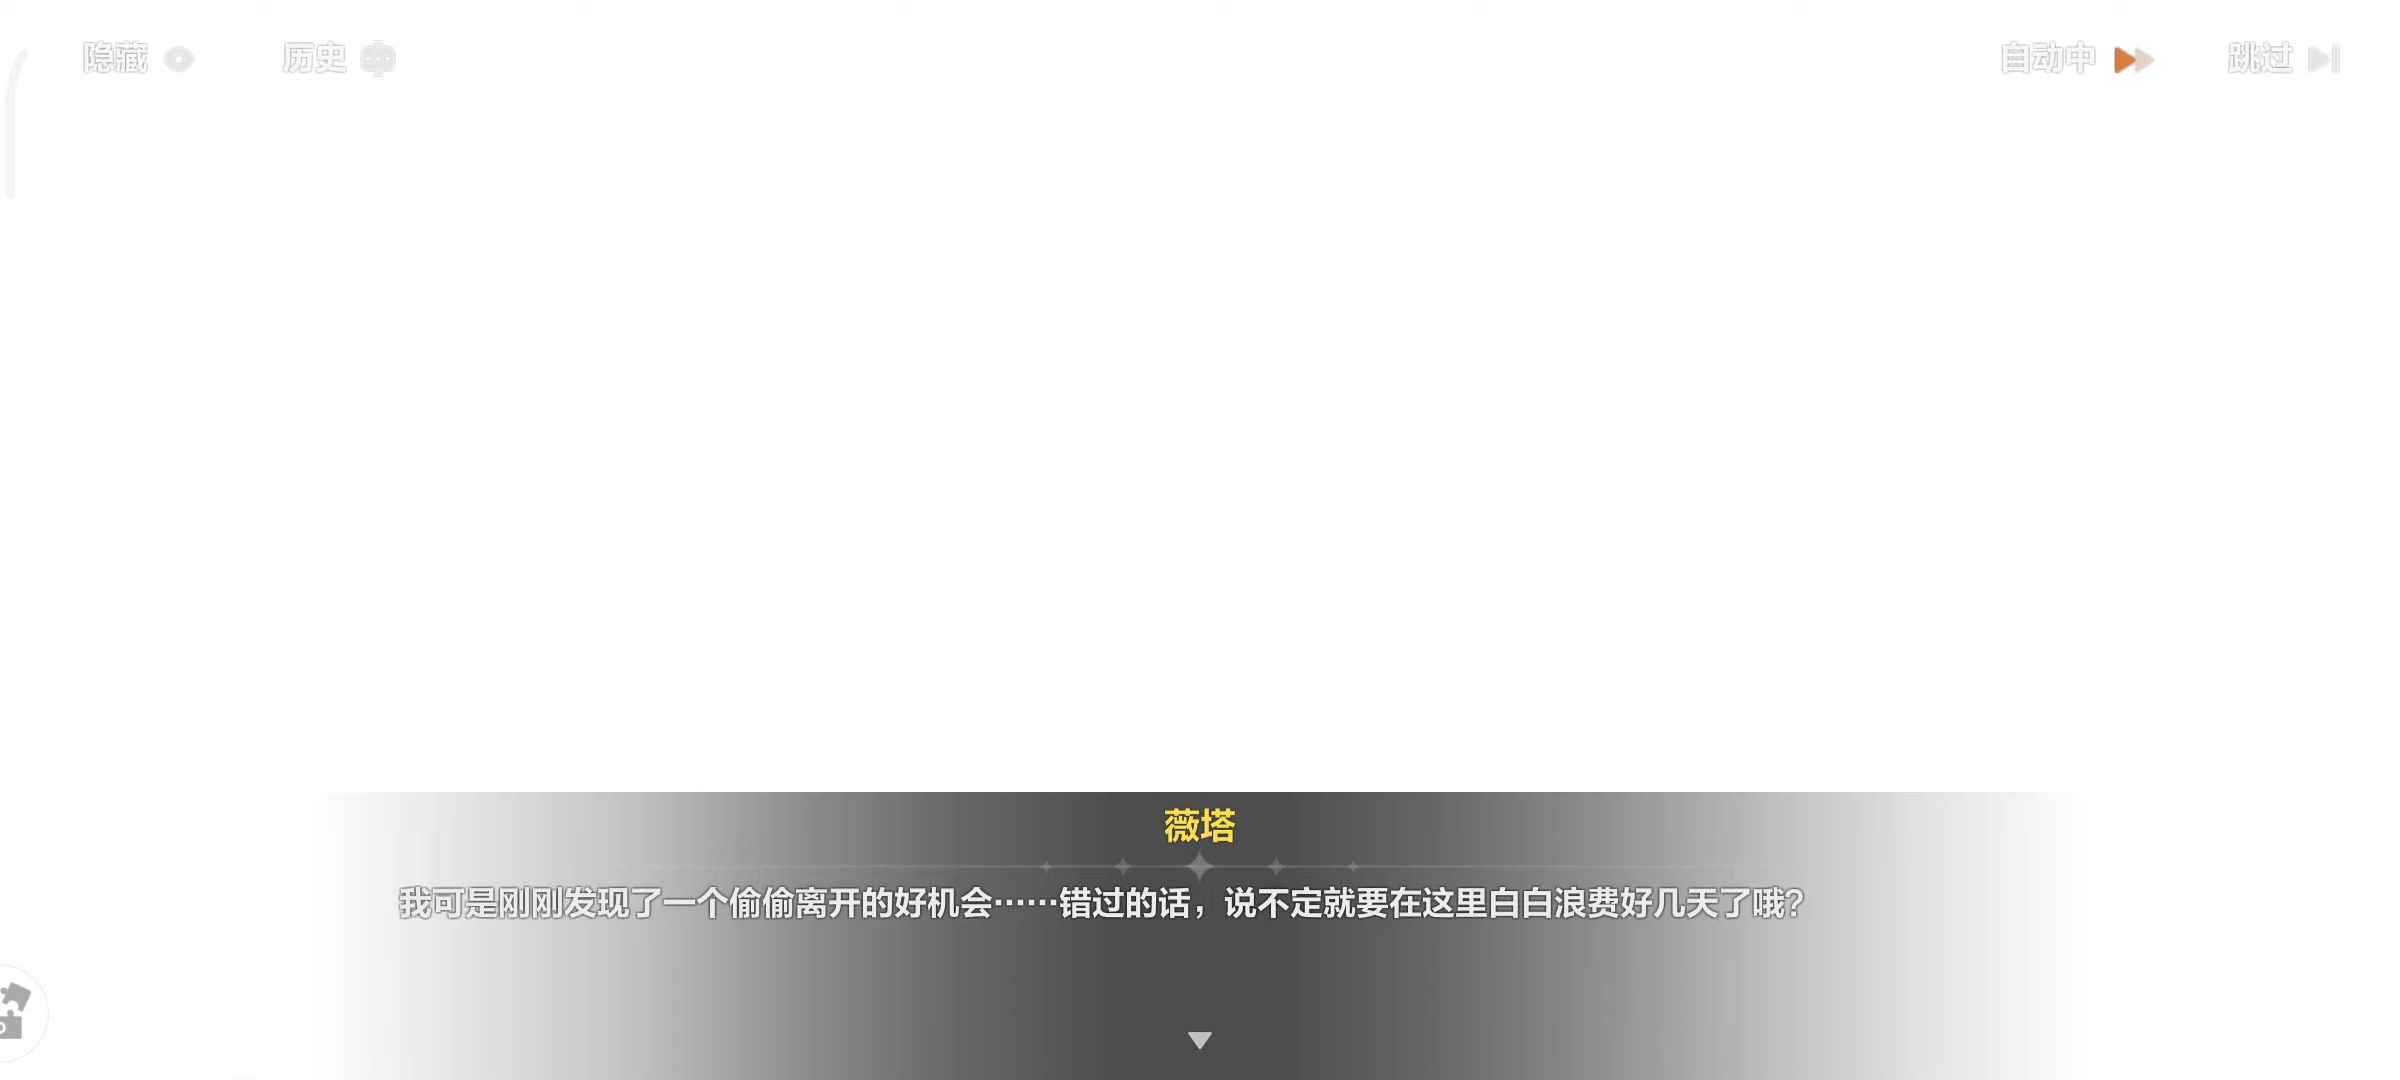 隐藏
历史
自动中
跳过
薇塔
我可是刚刚发现了一个偷偷离开的好机会……错过的话，说不定就要在这里白白浪费好几天了哦？